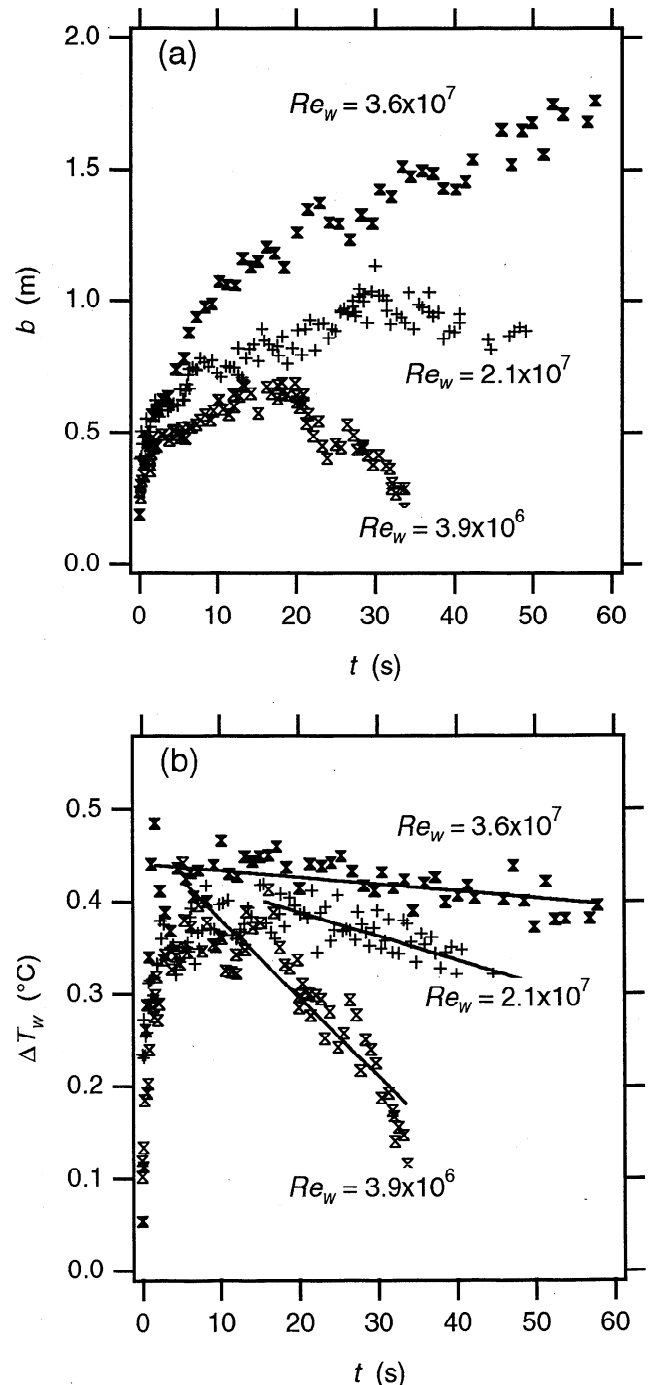 (a)
2.0
1.5
1.0
0.5
0.0
b (m)
Re_w = 3.6x10^7
Re_w = 2.1x10^7
Re_w = 3.9x10^6
0 10 20 30 40 50 60
t (s)
(b)
0.5
0.4
0.3
0.2
0.1
0.0
ΔT_w (°C)
Re_w = 3.6x10^7
Re_w = 2.1x10^7
Re_w = 3.9x10^6
0 10 20 30 40 50 60
t (s)